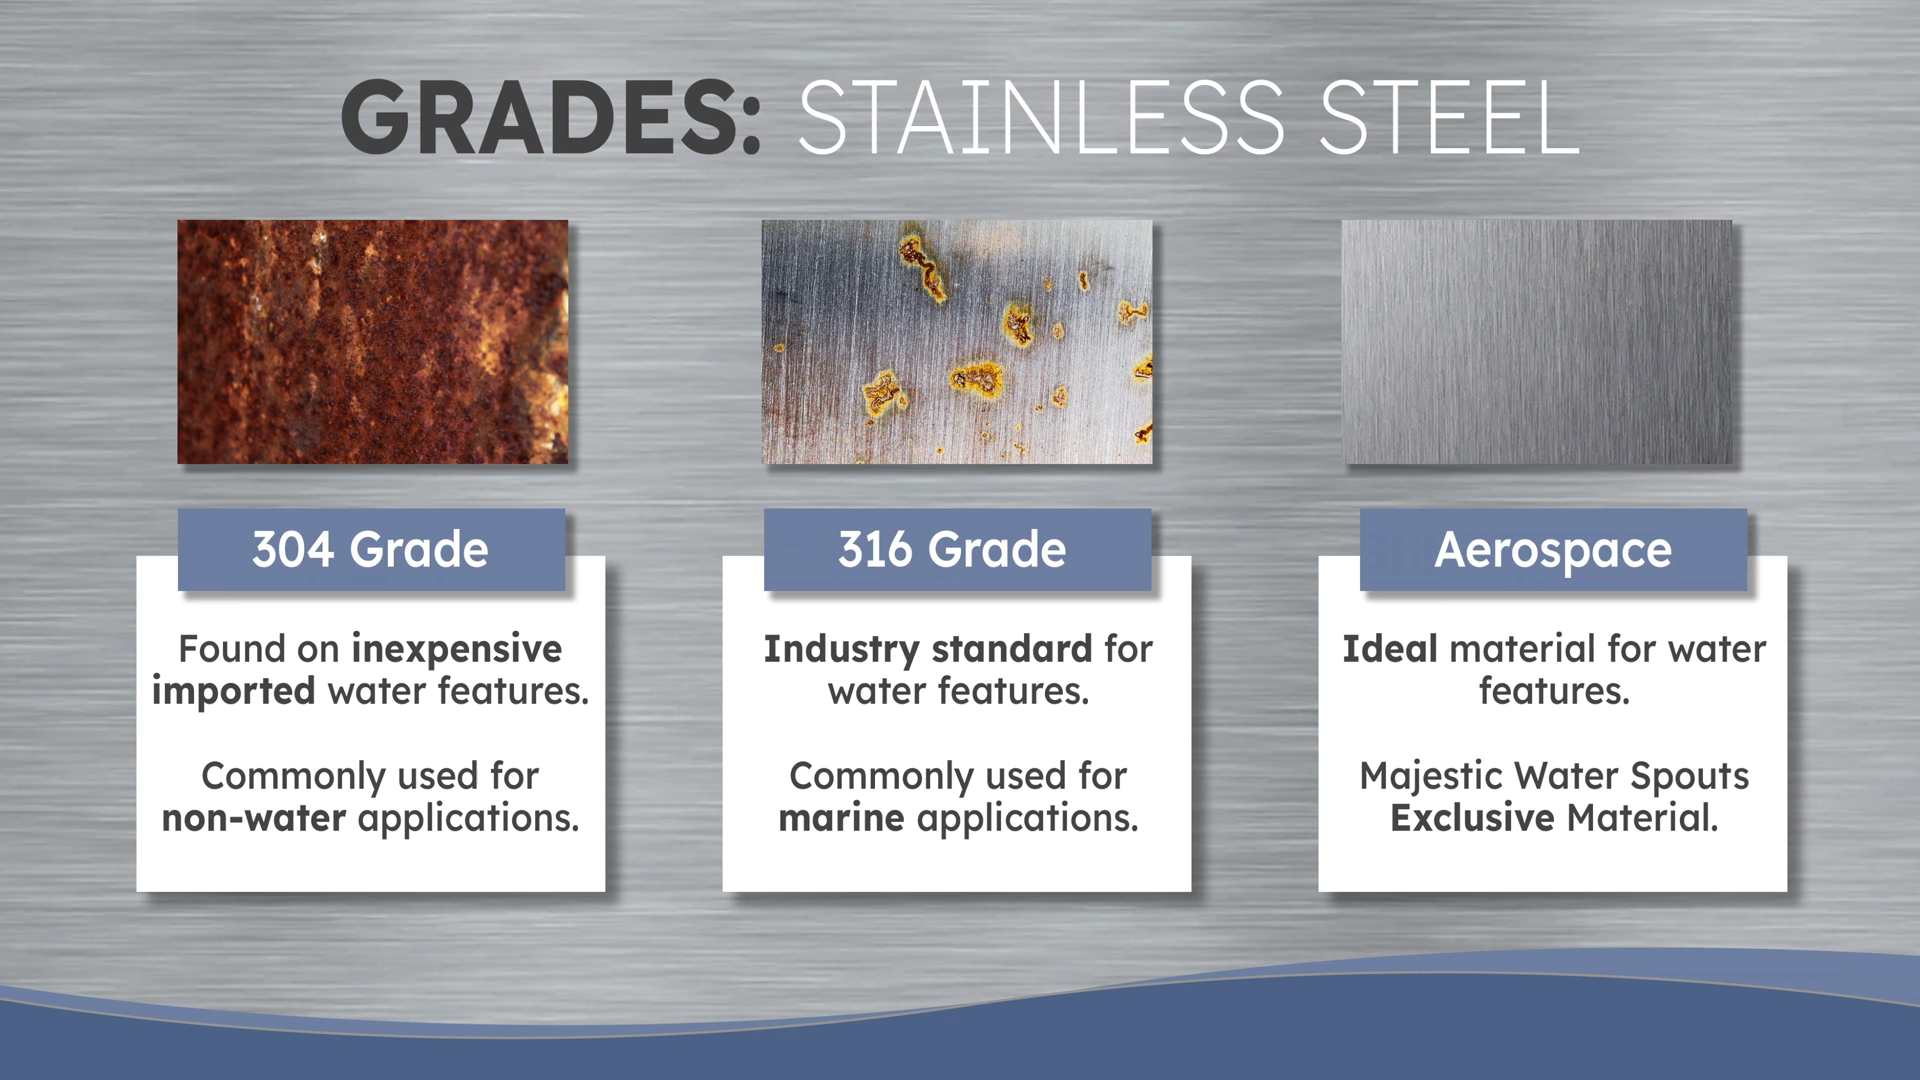 GRADES: STAINLESS STEEL
304 Grade
Found on inexpensive
imported water features.
Commonly used for
non-water applications.
316 Grade
Industry standard for
water features.
Commonly used for
marine applications.
Aerospace
Ideal material for water
features.
Majestic Water Spouts
Exclusive Material.